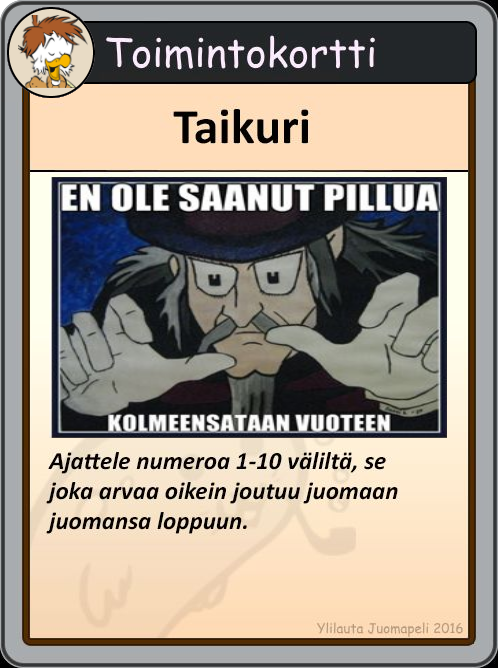 Toimintokortti
Taikuri
EN OLE SAANUT PILLUA
KOLMEENSATAAN VUOTEEN
Ajattele numeroa 1-10 väliltä, se
joka arvaa oikein joutuu juomaan
juomansa loppuun.
Ylilauta Juomapeli 2016